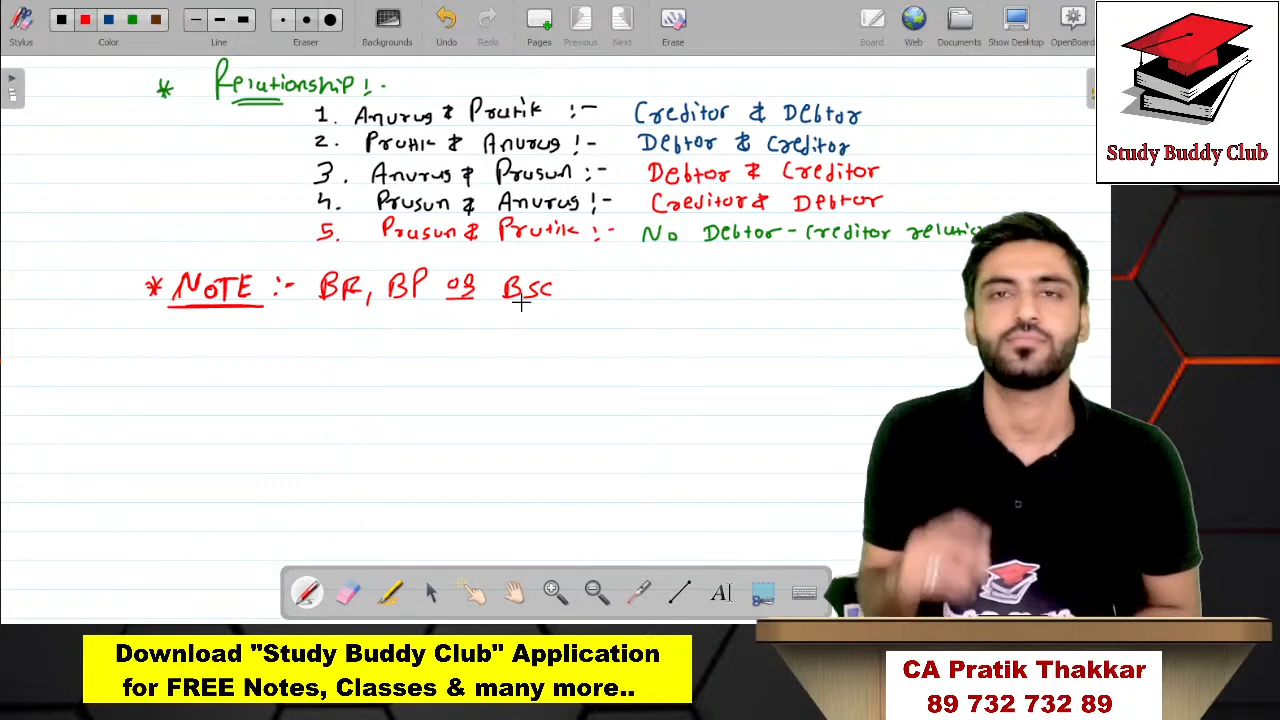 Stylus Color Line Eraser Backgrounds Undo Redo Pages Previous Next Erase Board Web Documents Show Desktop OpenBoard
Study Buddy Club
* Relationship :-
1. Anurag & Pratik :- Creditor & Debtor
2. Pratik & Anurag :- Debtor & Creditor
3. Anurag & Prasun :- Debtor & Creditor
4. Prasun & Anurag :- Creditor & Debtor
5. Prasun & Pratik :- No Debtor-Creditor relatio
* NOTE :- BR, BP or BSC
Download "Study Buddy Club" Application
for FREE Notes, Classes & many more..
CA Pratik Thakkar
89 732 732 89